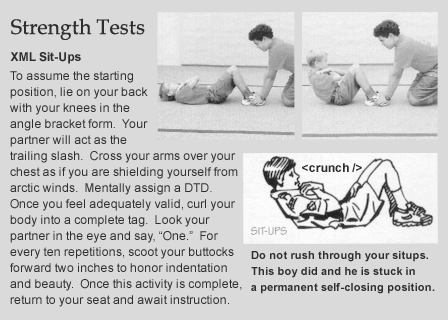 Strength Tests
XML Sit-Ups
To assume the starting
position, lie on your back
with your knees in the
angle bracket form.  Your
partner will act as the
trailing slash.  Cross your arms over your
chest as if you are shielding yourself from
arctic winds.  Mentally assign a DTD.
Once you feel adequately valid, curl your
body into a complete tag.  Look your
partner in the eye and say, “One.”  For
every ten repetitions, scoot your buttocks
forward two inches to honor indentation
and beauty.  Once this activity is complete,
return to your seat and await instruction.
<crunch />
SIT-UPS
Do not rush through your situps.
This boy did and he is stuck in
a permanent self-closing position.